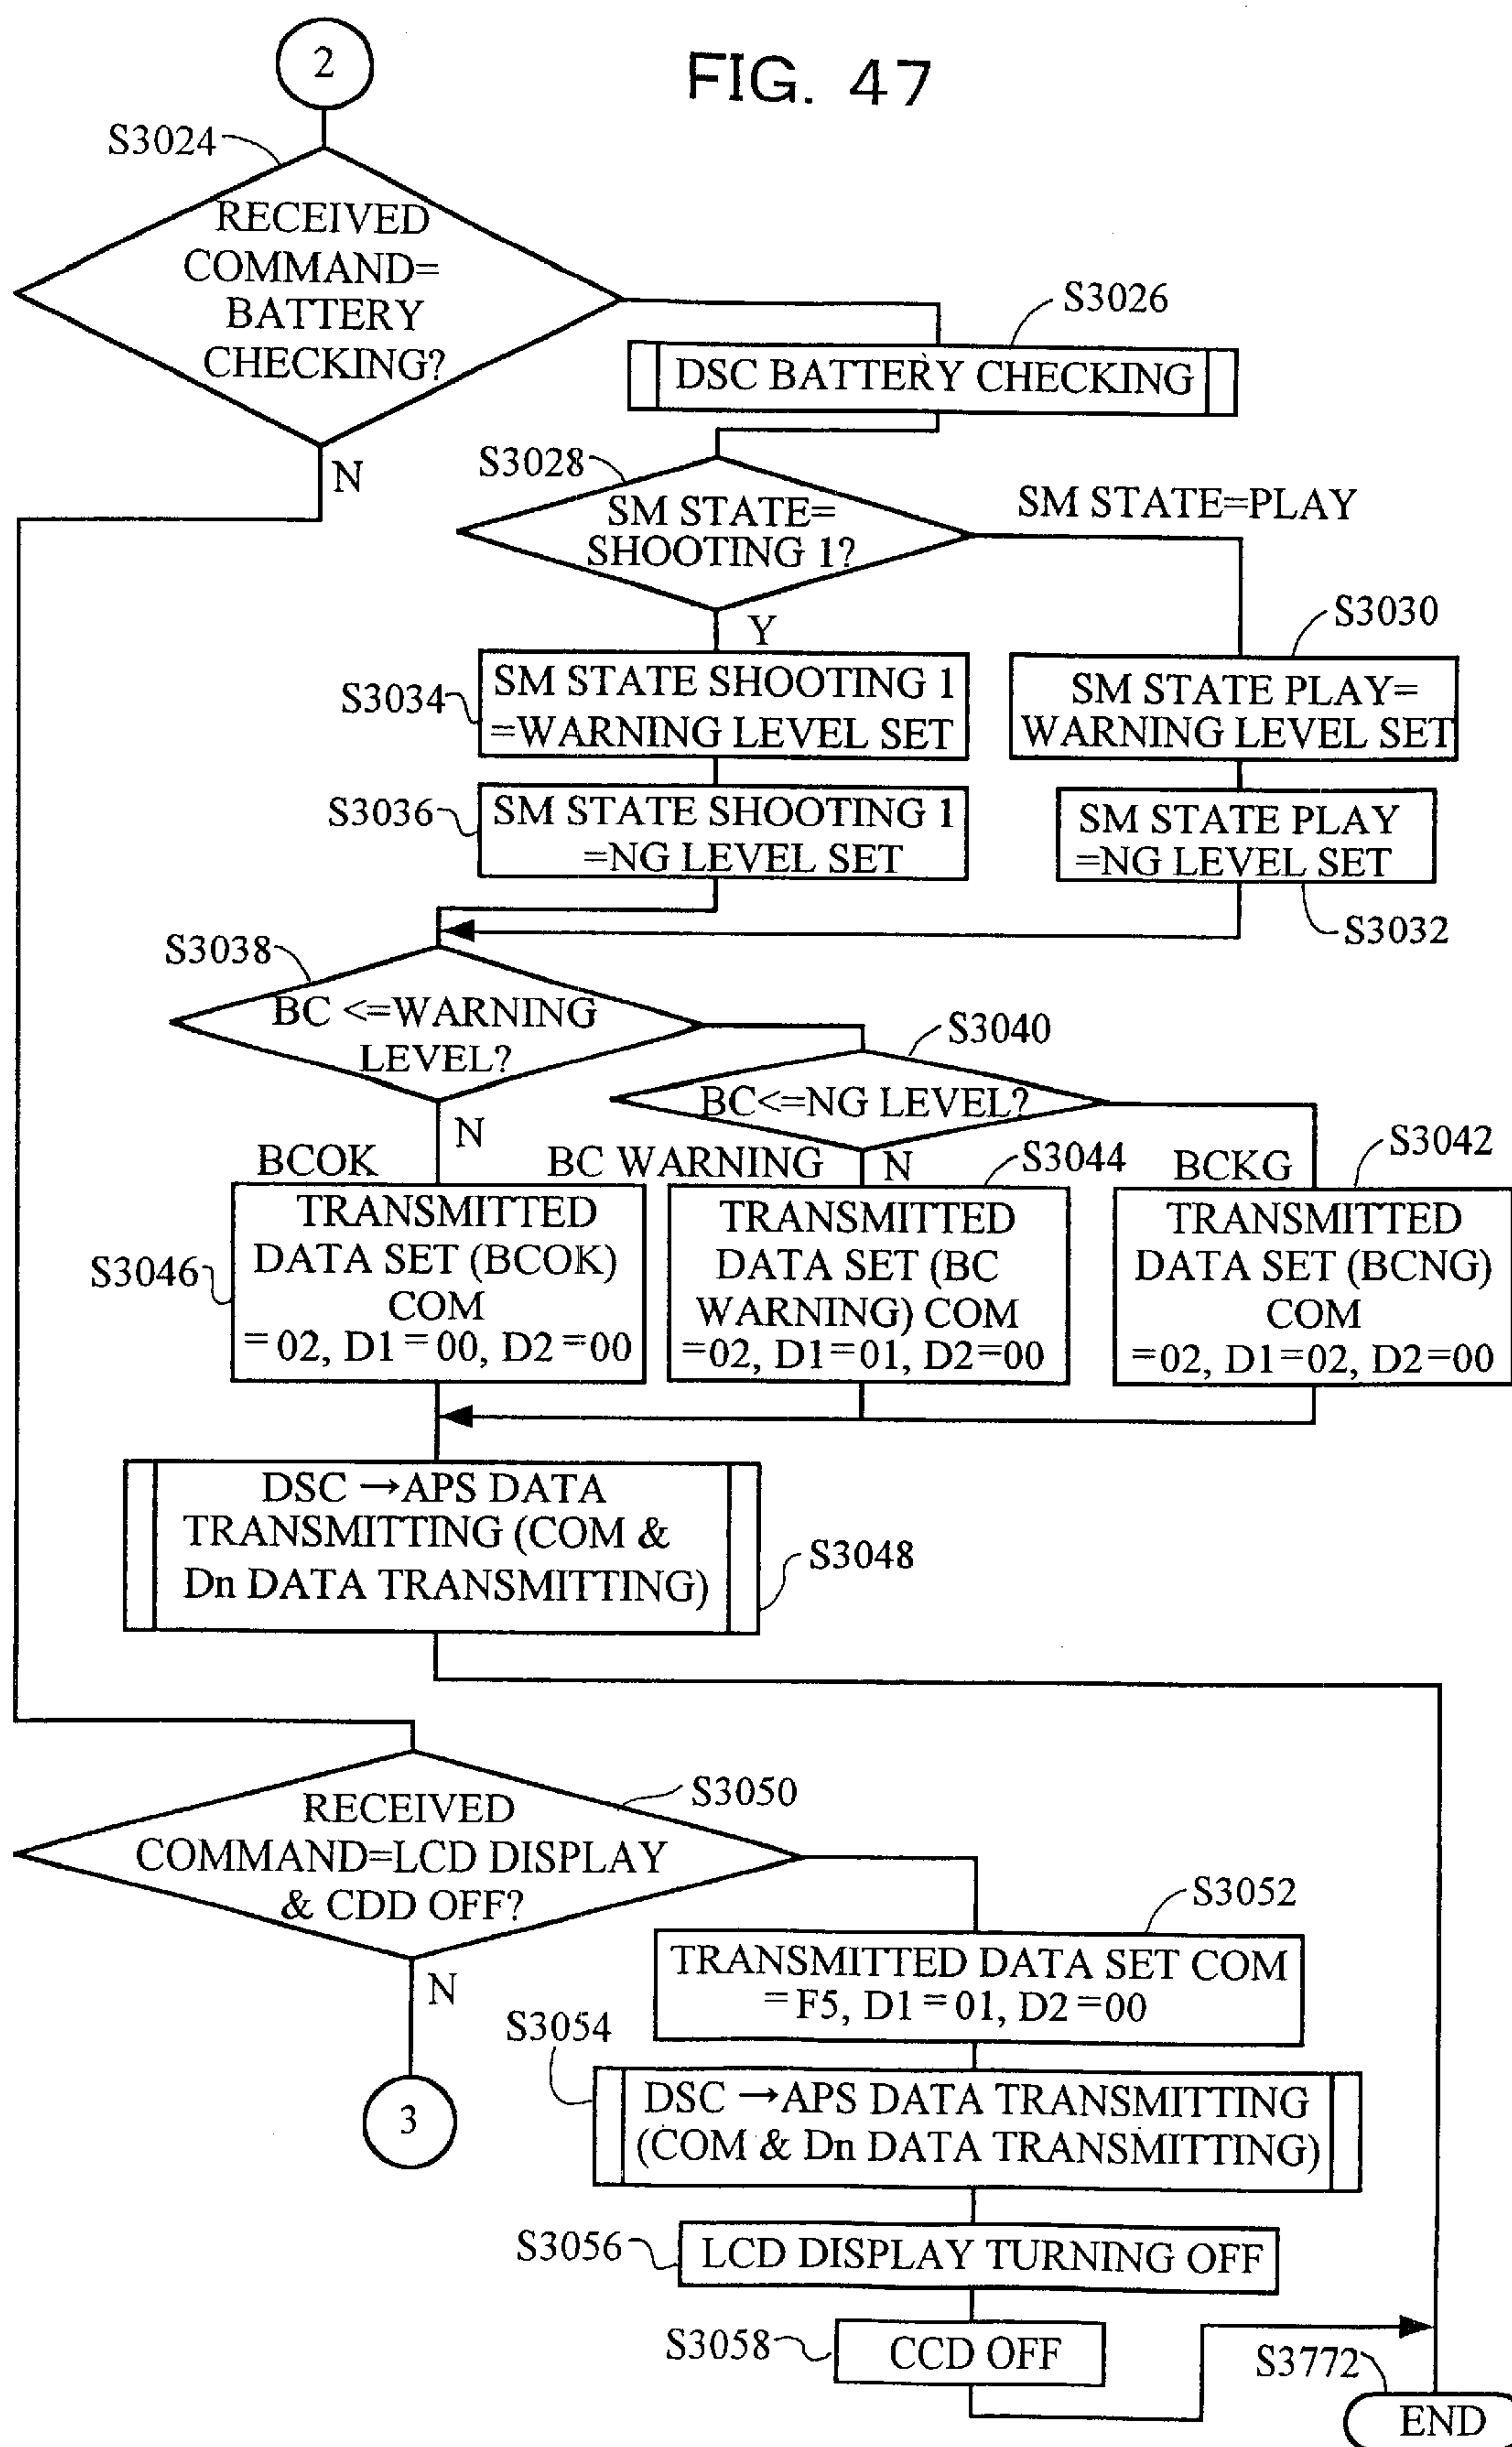 FIG. 47
2
S3024
RECEIVED
COMMAND=
BATTERY
CHECKING?
N
S3026
DSC BATTERY CHECKING
S3028
SM STATE=
SHOOTING 1?
SM STATE=PLAY
Y
S3030
SM STATE PLAY=
WARNING LEVEL SET
S3034
SM STATE SHOOTING 1
=WARNING LEVEL SET
S3036
SM STATE SHOOTING 1
=NG LEVEL SET
SM STATE PLAY
=NG LEVEL SET
S3032
S3038
BC <=WARNING
LEVEL?
N
S3040
BC<=NG LEVEL?
N
BCOK
BC WARNING
BCKG
S3046
TRANSMITTED
DATA SET (BCOK)
COM
=02, D1=00, D2=00
S3044
TRANSMITTED
DATA SET (BC
WARNING) COM
=02, D1=01, D2=00
S3042
TRANSMITTED
DATA SET (BCNG)
COM
=02, D1=02, D2=00
DSC →APS DATA
TRANSMITTING (COM &
Dn DATA TRANSMITTING)
S3048
S3050
RECEIVED
COMMAND=LCD DISPLAY
& CDD OFF?
N
3
S3052
TRANSMITTED DATA SET COM
=F5, D1=01, D2=00
S3054
DSC →APS DATA TRANSMITTING
(COM & Dn DATA TRANSMITTING)
S3056
LCD DISPLAY TURNING OFF
S3058
CCD OFF
S3772
END